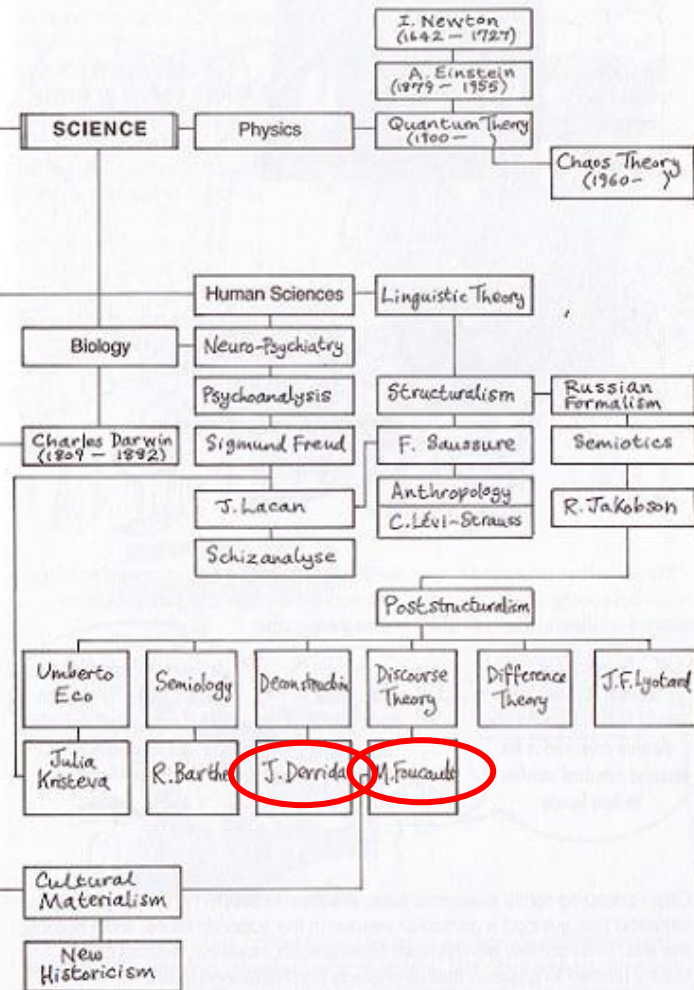 I. Newton
(1642 – 1727)
A. Einstein
(1879 – 1955)
SCIENCE
Physics
Quantum Theory
(1900 –
Chaos Theory
(1960 – )
Human Sciences
Linguistic Theory
Biology
Neuro-Psychiatry
Psychoanalysis
Structuralism
Russian
Formalism
Charles Darwin
(1809 – 1882)
Sigmund Freud
F. Saussure
Semiotics
J. Lacan
Anthropology
C. Lévi-Strauss
R. Jakobson
Schizanalyse
Poststructuralism
Umberto
Eco
Semiology
Deconstruction
Discourse
Theory
Difference
Theory
J.F. Lyotard
Julia
Kristeva
R. Barthe
J. Derrida
M. Foucault
Cultural
Materialism
New
Historicism